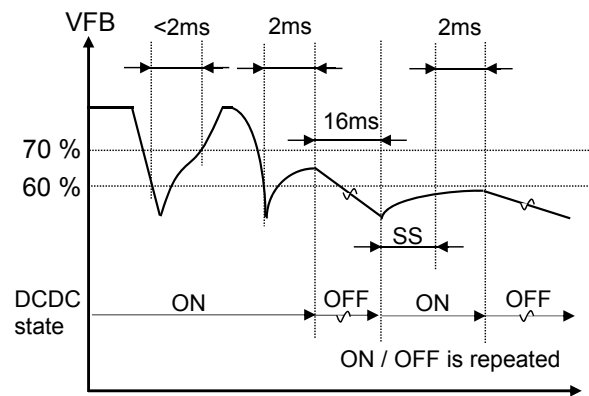 VFB
<2ms
2ms
2ms
16ms
70 %
60 %
SS
DCDC
state
ON
OFF
ON
OFF
ON / OFF is repeated